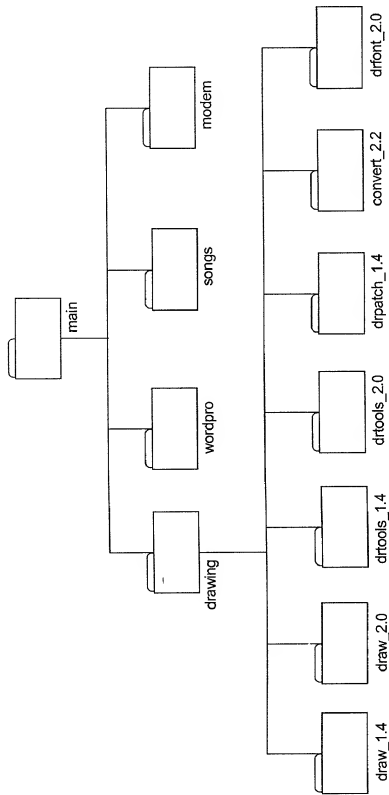 main
drawing
wordpro
songs
modem
draw_1.4
draw_2.0
drtools_1.4
drtools_2.0
drpatch_1.4
convert_2.2
drfont_2.0